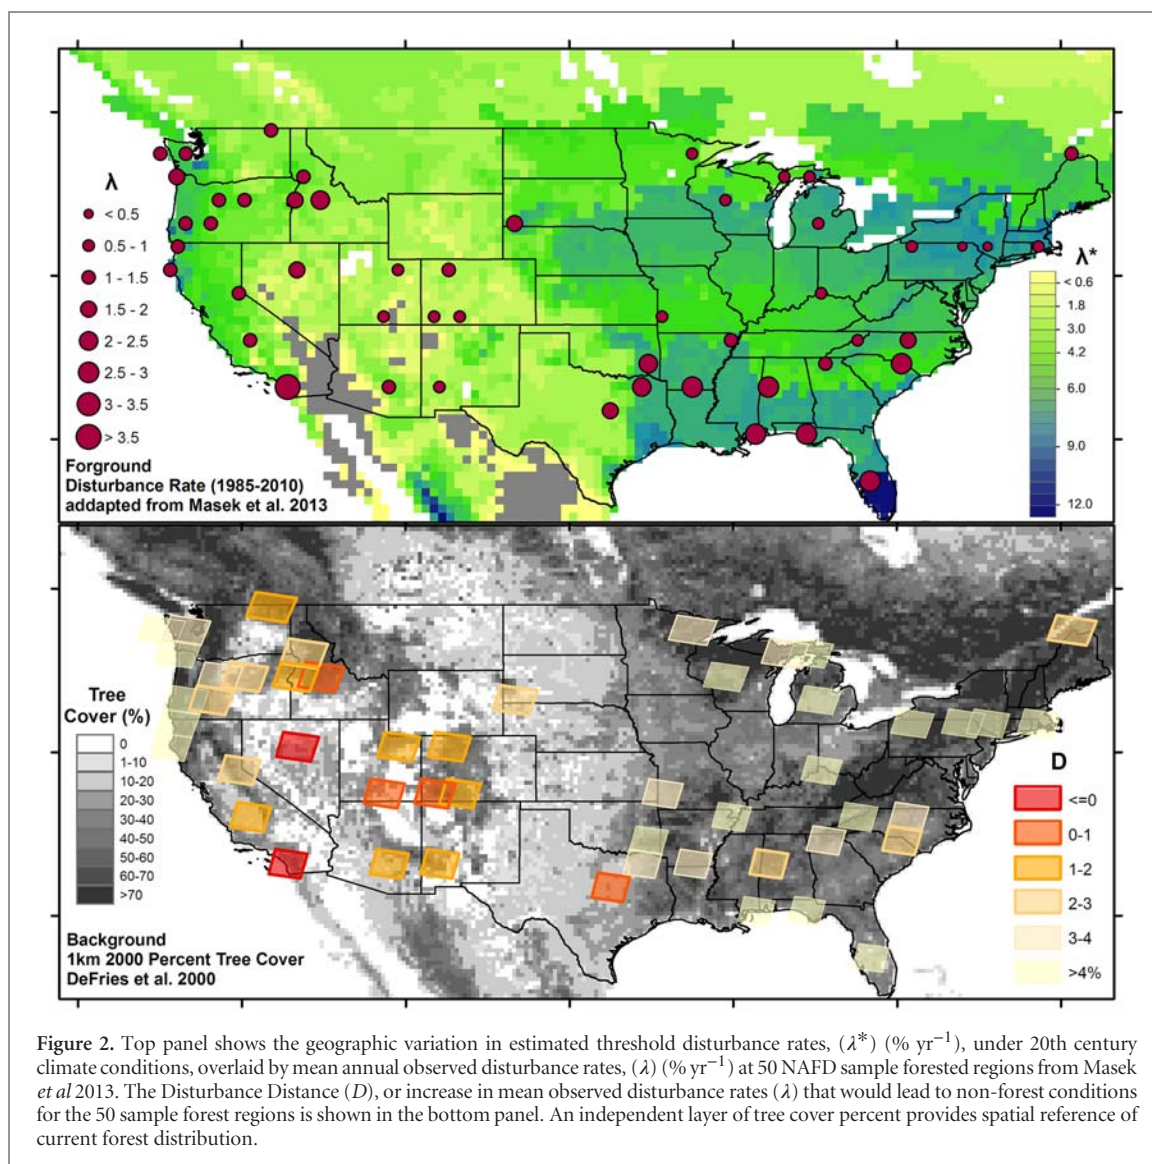 λ
< 0.5
0.5 - 1
1 - 1.5
1.5 - 2
2 - 2.5
2.5 - 3
3 - 3.5
> 3.5
Forground
Disturbance Rate (1985-2010)
addapted from Masek et al. 2013
λ*
< 0.6
1.8
3.0
4.2
6.0
9.0
12.0
Tree
Cover (%)
0
1-10
10-20
20-30
30-40
40-50
50-60
60-70
>70
Background
1km 2000 Percent Tree Cover
DeFries et al. 2000
D
<=0
0-1
1-2
2-3
3-4
>4%
Figure 2. Top panel shows the geographic variation in estimated threshold disturbance rates, (λ*) (% yr−1), under 20th century
climate conditions, overlaid by mean annual observed disturbance rates, (λ) (% yr−1) at 50 NAFD sample forested regions from Masek
et al 2013. The Disturbance Distance (D), or increase in mean observed disturbance rates (λ) that would lead to non-forest conditions
for the 50 sample forest regions is shown in the bottom panel. An independent layer of tree cover percent provides spatial reference of
current forest distribution.